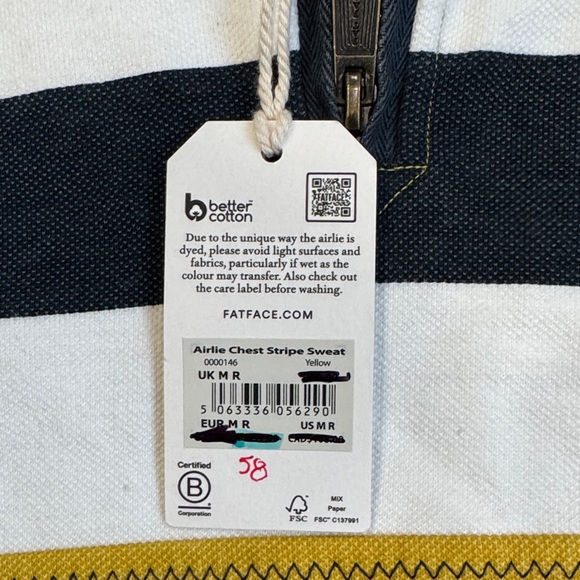 better™
cotton
FATFACE
Due to the unique way the airlie is
dyed, please avoid light surfaces and
fabrics, particularly if wet as the
colour may transfer. Also check out
the care label before washing.
FATFACE.COM
Airlie Chest Stripe Sweat
0000146 Yellow
UK M R
5 063336 056290
EUR M R US M R
58
Certified
B
Corporation
FSC
MIX
Paper
FSC® C137991